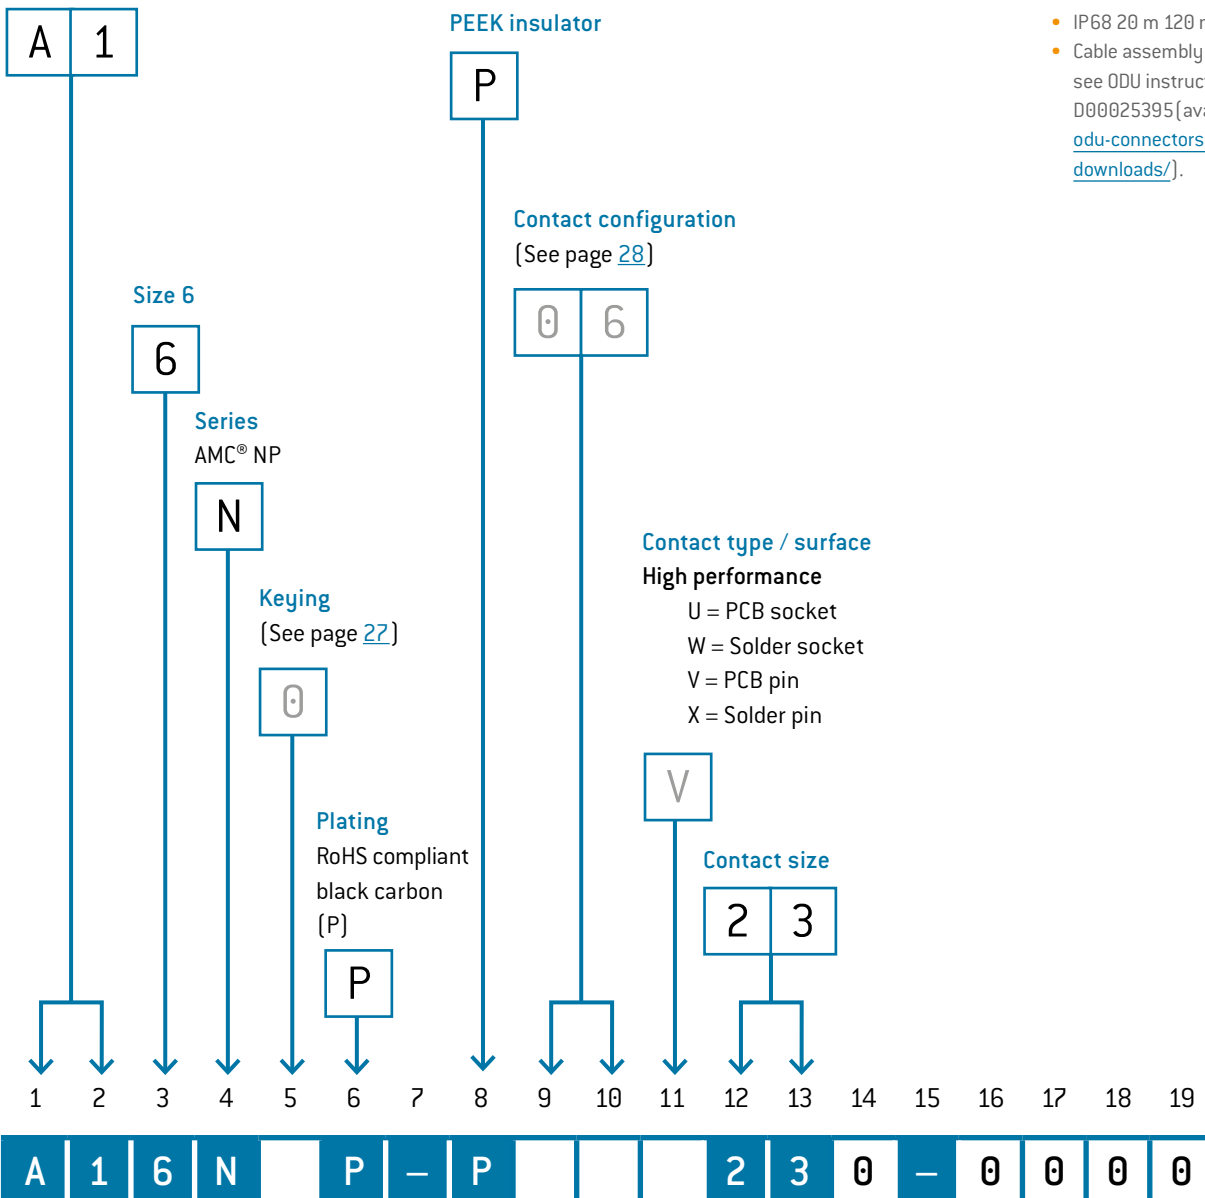 A 1
PEEK insulator
P
• IP68 20 m 120
• Cable assembly
see ODU
D00025395
odu-connectors
downloads/).
Contact configuration
(See page 28)
0 6
Size 6
6
Series
AMC® NP
N
Keying
(See page 27)
0
Contact type / surface
High performance
U = PCB socket
W = Solder socket
V = PCB pin
X = Solder pin
V
Plating
RoHS compliant
black carbon
(P)
P
Contact size
2 3
1 2 3 4 5 6 7 8 9 10 11 12 13 14 15 16 17 18 19
A 1 6 N P – P 2 3 0 – 0 0 0 0